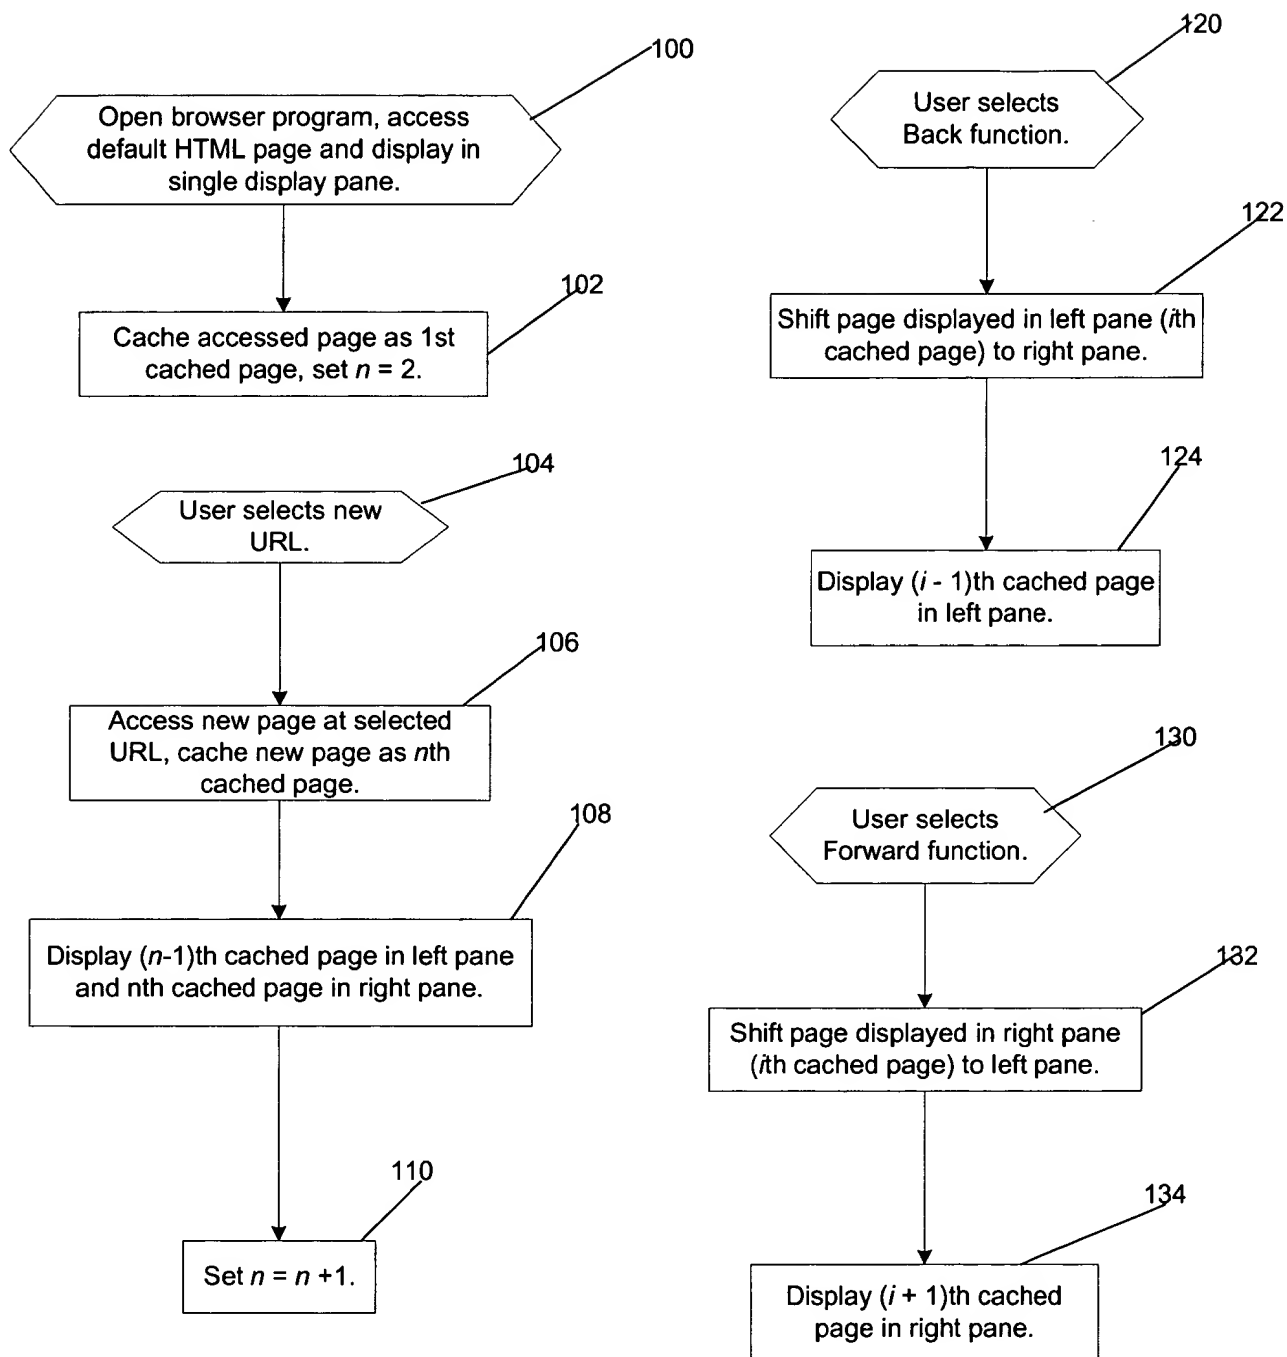 100
Open browser program, access
default HTML page and display in
single display pane.
102
Cache accessed page as 1st
cached page, set n = 2.
104
User selects new
URL.
106
Access new page at selected
URL, cache new page as nth
cached page.
108
Display (n-1)th cached page in left pane
and nth cached page in right pane.
110
Set n = n +1.
120
User selects
Back function.
122
Shift page displayed in left pane (ith
cached page) to right pane.
124
Display (i - 1)th cached page
in left pane.
130
User selects
Forward function.
132
Shift page displayed in right pane
(ith cached page) to left pane.
134
Display (i + 1)th cached
page in right pane.